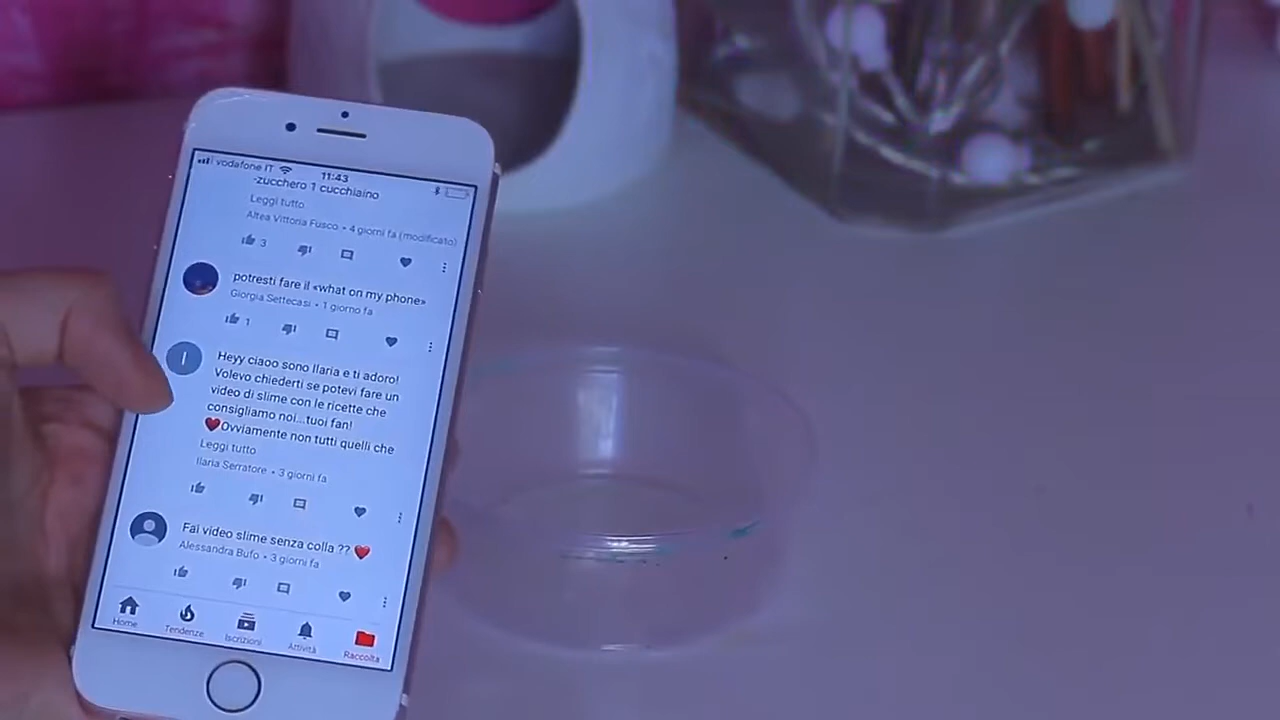 vodafone IT
11:43
-zucchero 1 cucchiaino
Leggi tutto
Altea Vittoria Fusco • 4 giorni fa (modificato)
3
potresti fare il «what on my phone»
Giorgia Settecasi • 1 giorno fa
1
I
Heyy ciaoo sono Ilaria e ti adoro!
Volevo chiederti se potevi fare un
video di slime con le ricette che
consigliamo noi...tuoi fan!
❤️Ovviamente non tutti quelli che
Leggi tutto
Ilaria Serratore • 3 giorni fa
Fai video slime senza colla ?? ❤️
Alessandra Bufo • 3 giorni fa
Home Tendenze Iscrizioni Attività Raccolta